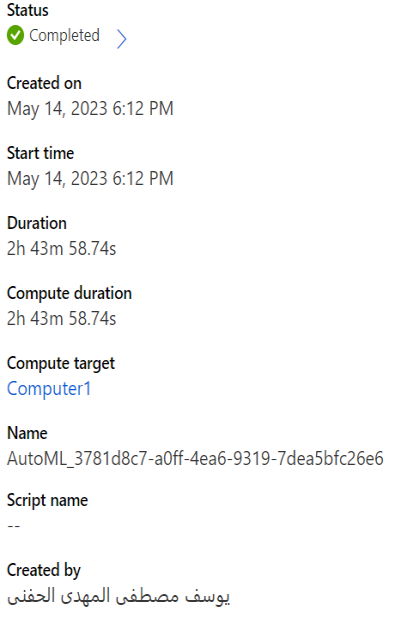 Status
Completed
Created on
May 14, 2023 6:12 PM
Start time
May 14, 2023 6:12 PM
Duration
2h 43m 58.74s
Compute duration
2h 43m 58.74s
Compute target
Computer1
Name
AutoML_3781d8c7-a0ff-4ea6-9319-7dea5bfc26e6
Script name
--
Created by
يوسف مصطفى المهدى الحفنى